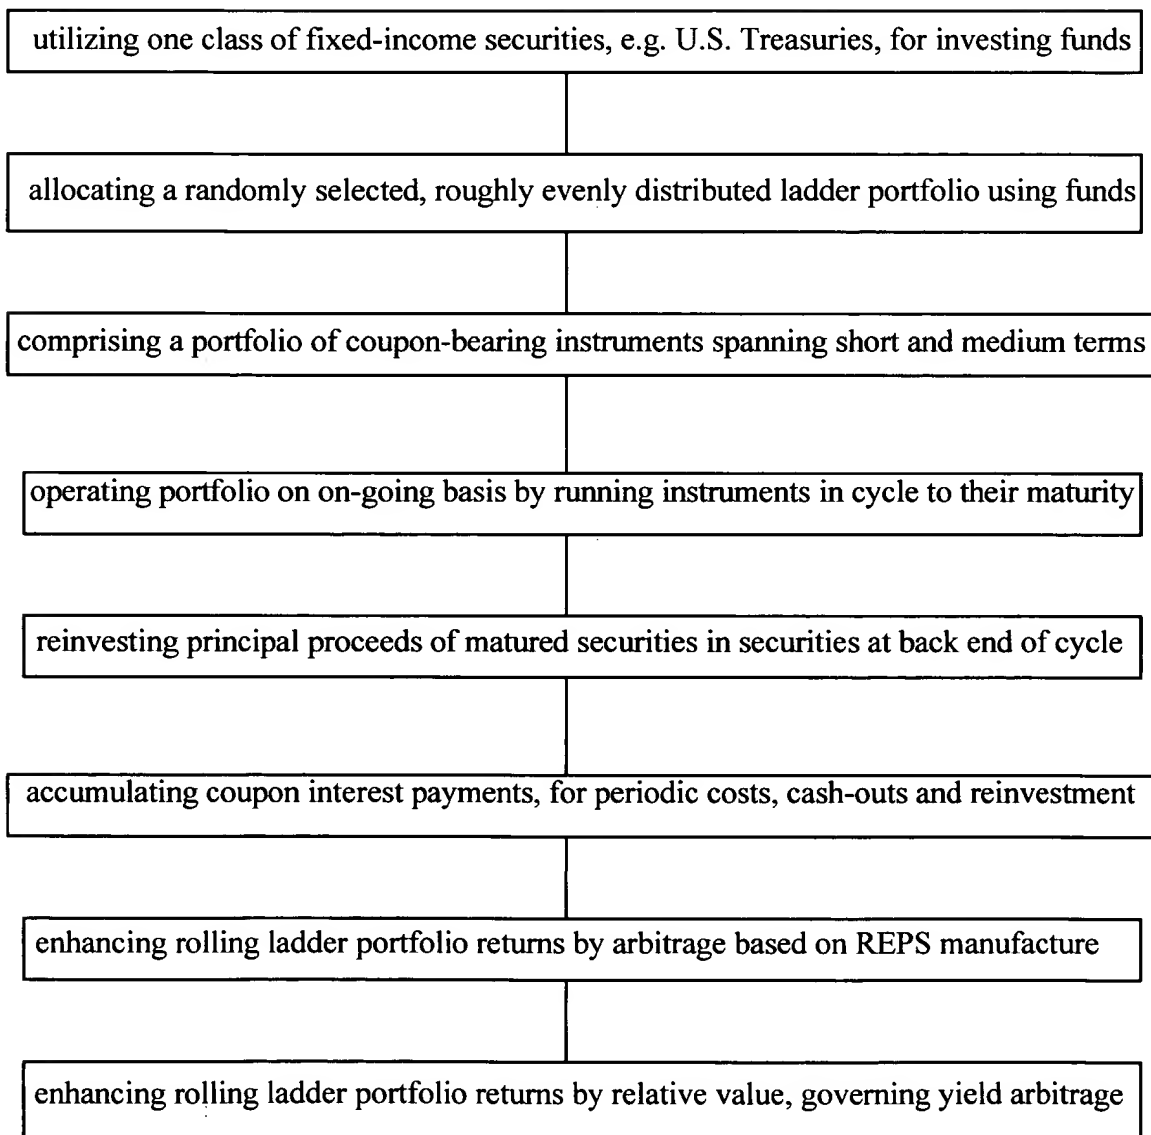 utilizing one class of fixed-income securities, e.g. U.S. Treasuries, for investing funds
allocating a randomly selected, roughly evenly distributed ladder portfolio using funds
comprising a portfolio of coupon-bearing instruments spanning short and medium terms
operating portfolio on on-going basis by running instruments in cycle to their maturity
reinvesting principal proceeds of matured securities in securities at back end of cycle
accumulating coupon interest payments, for periodic costs, cash-outs and reinvestment
enhancing rolling ladder portfolio returns by arbitrage based on REPS manufacture
enhancing rolling ladder portfolio returns by relative value, governing yield arbitrage